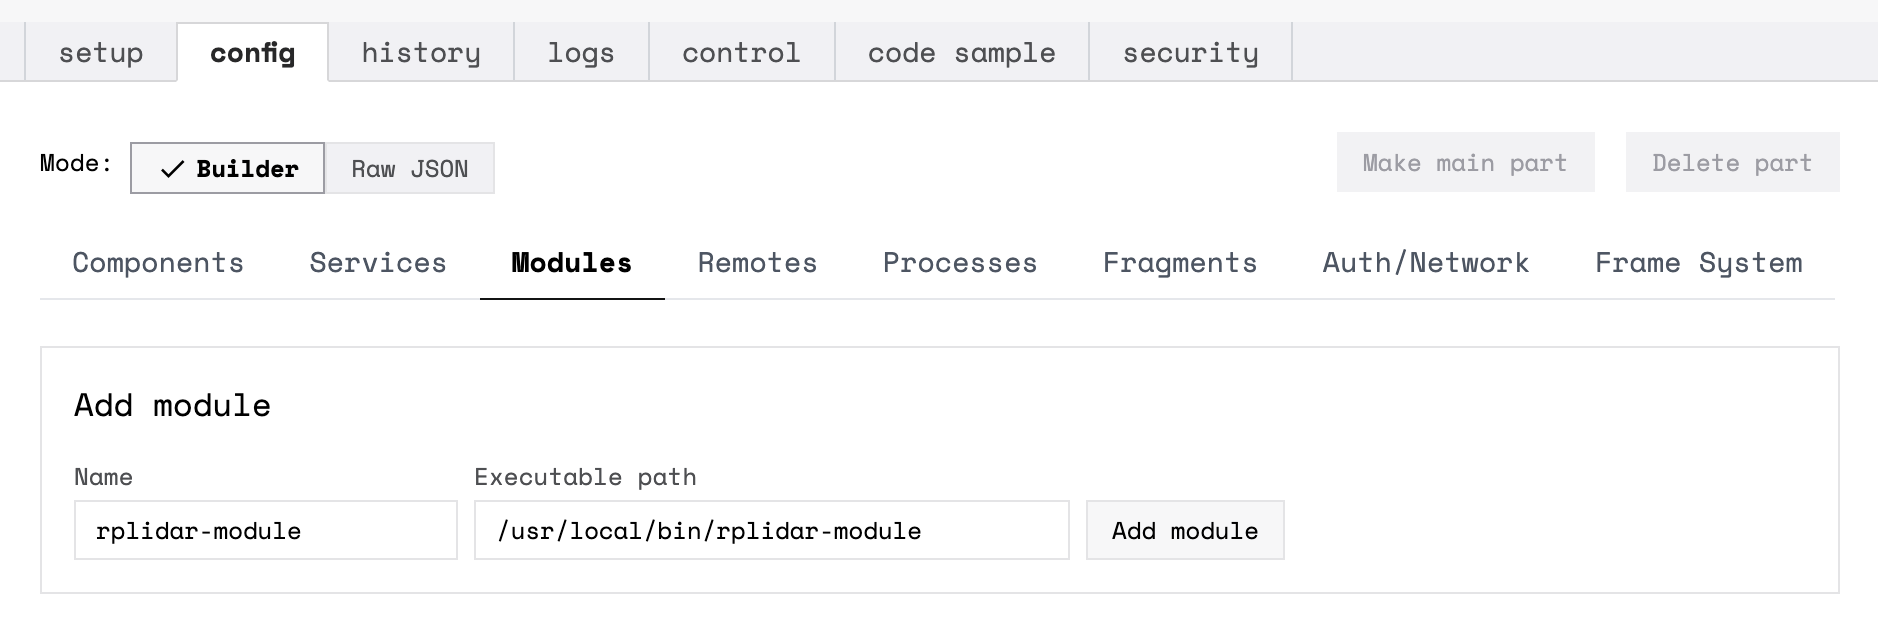 setup config history logs control code sample security
Mode: Builder Raw JSON Make main part Delete part
Components Services Modules Remotes Processes Fragments Auth/Network Frame System
Add module
Name Executable path
rplidar-module /usr/local/bin/rplidar-module Add module